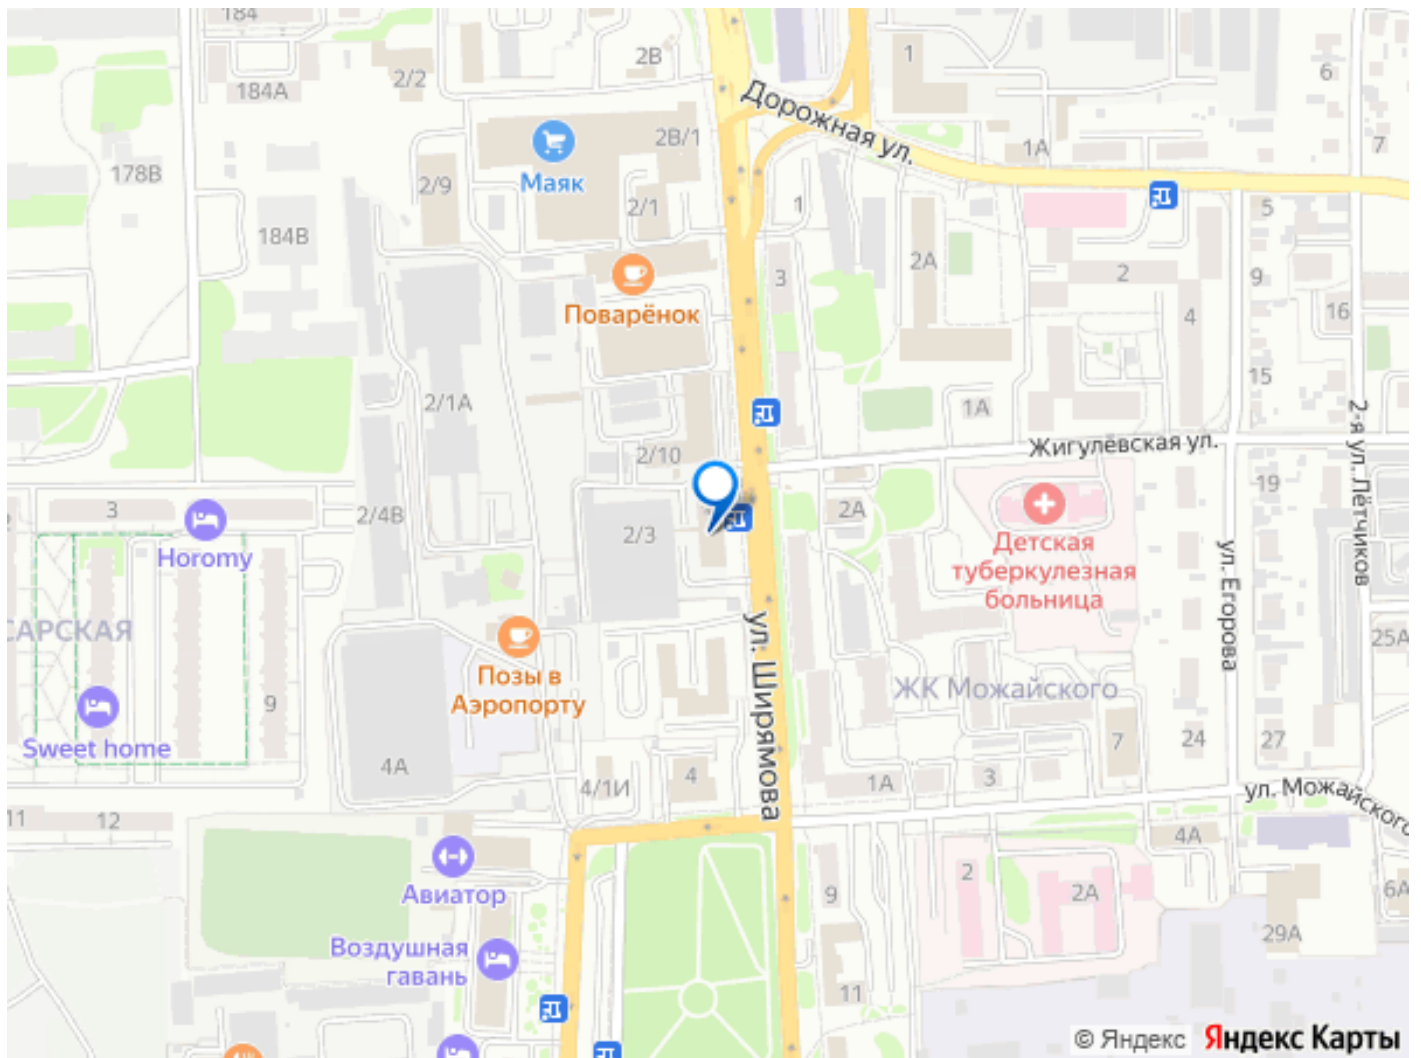 184
2В
1
6
184А
2/2
Дорожная ул.
2В/1
1А
7
178В
Маяк
2/9
2/1
1
5
184В
2А
3
2
9
Поварёнок
4
16
15
2/1А
1А
2-я ул. Лётчиков
Жигулёвская ул.
2/10
19
3
2/4В
2/3
2А
Horomy
Детская
туберкулезная
больница
ул. Егорова
САРСКАЯ
25А
ул. Ширямова
Позы в
Аэропорту
ЖК Можайского
9
Sweet home
7
24
27
4А
4/1И
4
1А
3
ул. Можайского
11
12
4А
Авиатор
9
2
2А
6А
29А
Воздушная
гавань
11
© Яндекс Яндекс Карты